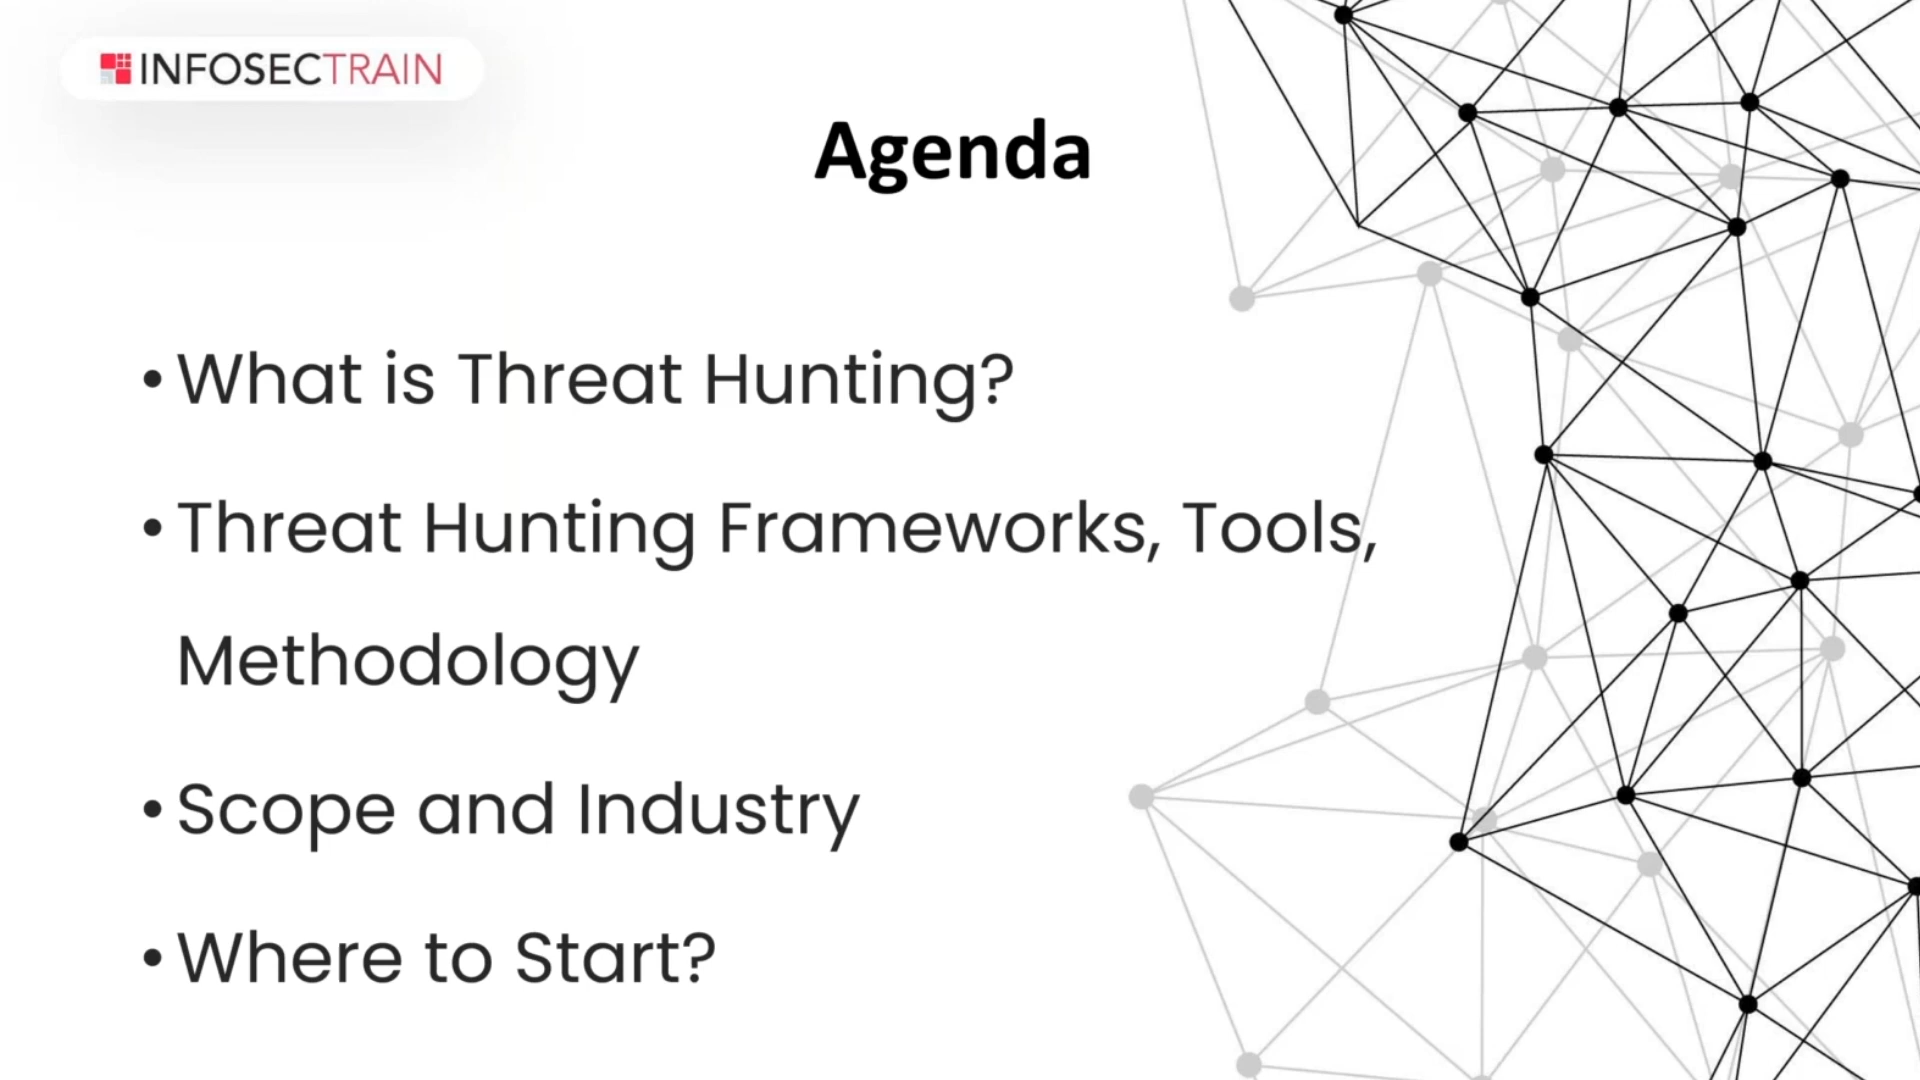 INFOSECTRAIN
Agenda
• What is Threat Hunting?
• Threat Hunting Frameworks, Tools,
Methodology
• Scope and Industry
• Where to Start?